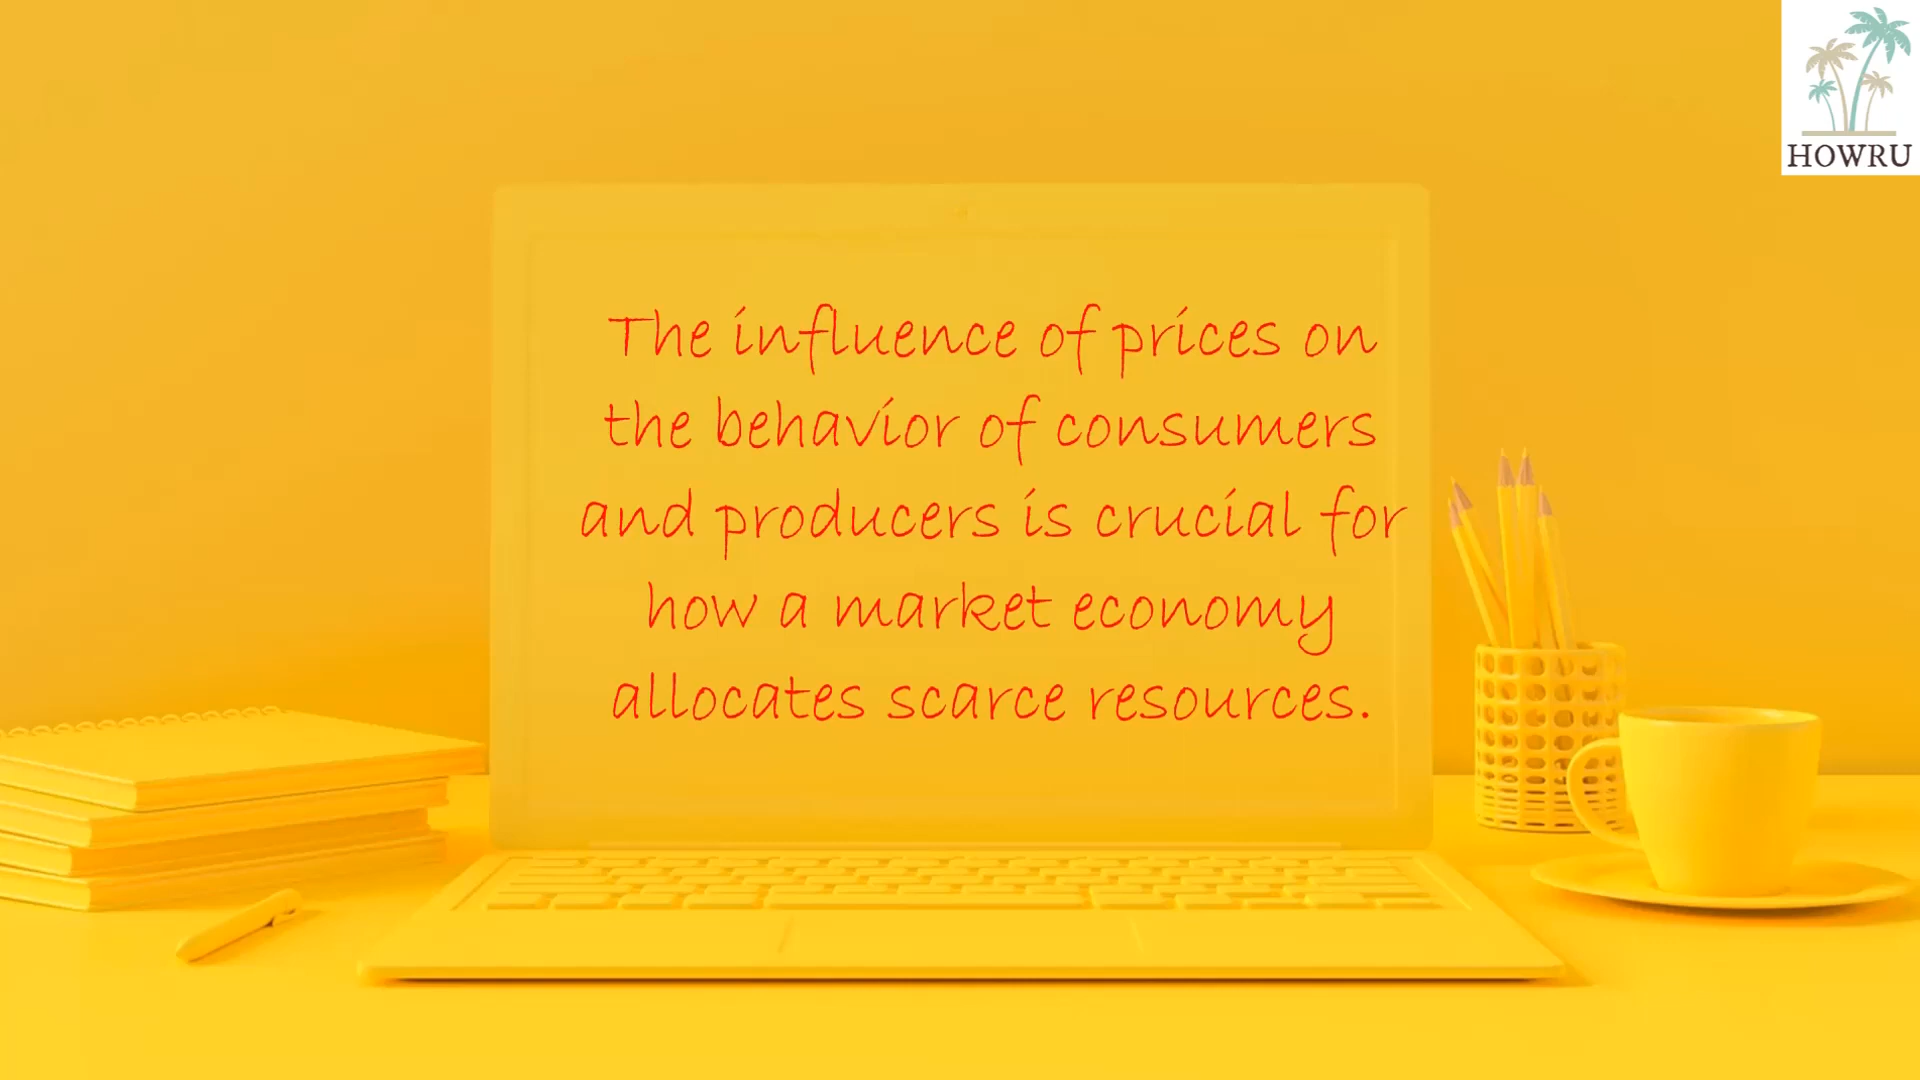 HOWRU
The influence of prices on
the behavior of consumers
and producers is crucial for
how a market economy
allocates scarce resources.